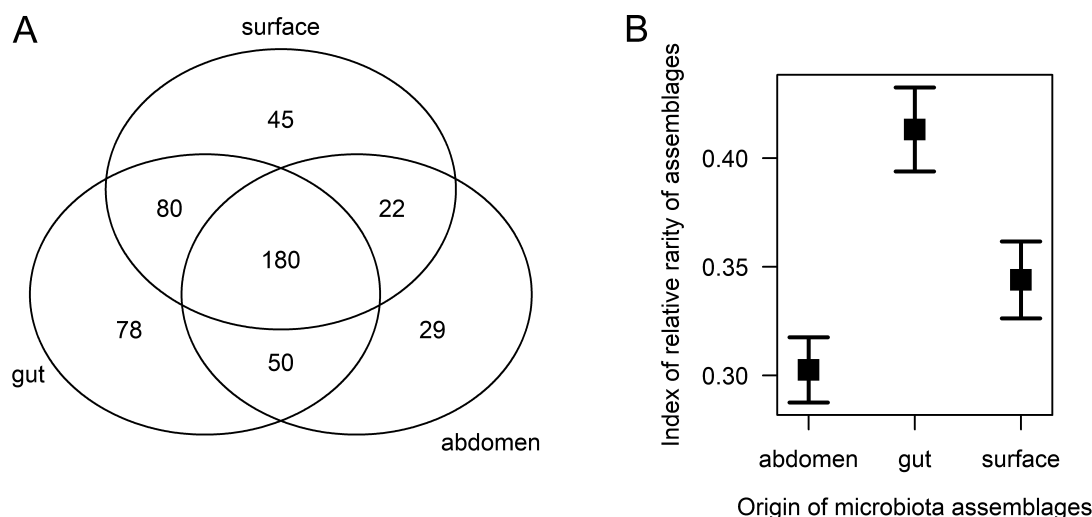 A
surface
45
80
22
180
78
29
50
gut
abdomen
B
Index of relative rarity of assemblages
0.40
0.35
0.30
abdomen gut surface
Origin of microbiota assemblages